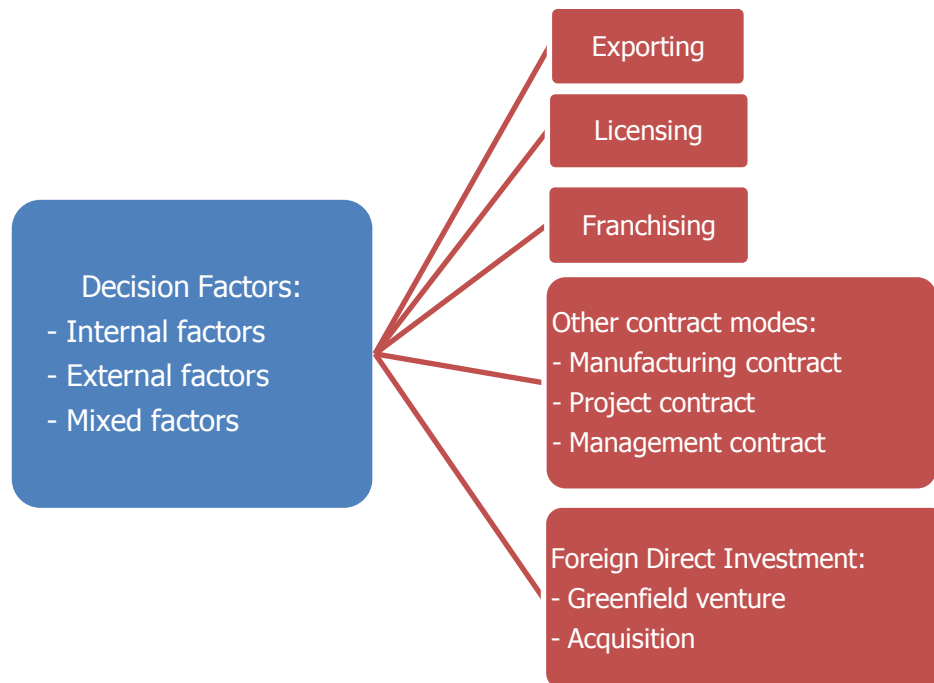 Exporting
Licensing
Franchising
Decision Factors:
- Internal factors
- External factors
- Mixed factors
Other contract modes:
- Manufacturing contract
- Project contract
- Management contract
Foreign Direct Investment:
- Greenfield venture
- Acquisition